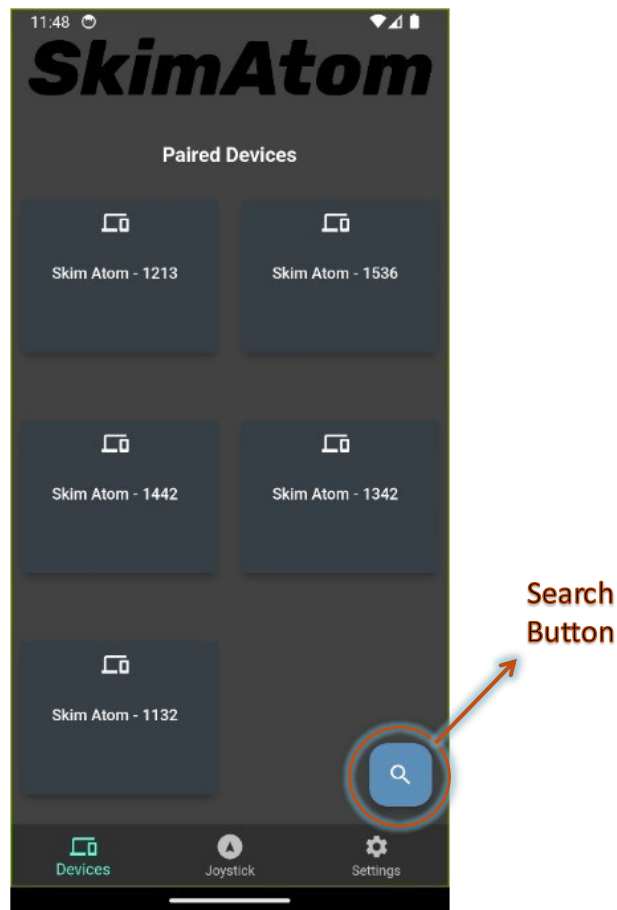 11:48
SkimAtom
Paired Devices
Skim Atom - 1213
Skim Atom - 1536
Skim Atom - 1442
Skim Atom - 1342
Search
Button
Skim Atom - 1132
Devices
Joystick
Settings